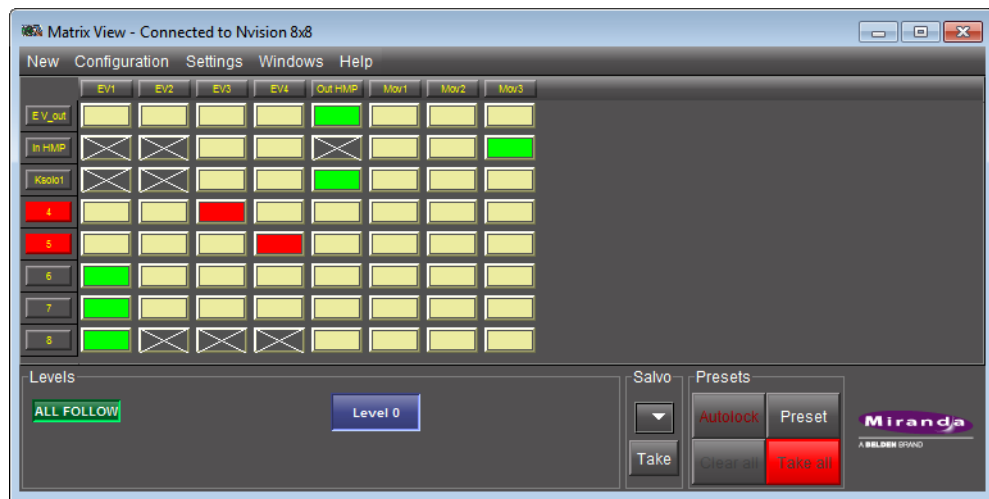 Matrix View - Connected to Nvision 8x8
New Configuration Settings Windows Help
EV1 EV2 EV3 EV4 Out HMP Mov1 Mov2 Mov3
E V_out
In HMP
Ksolo1
4
5
6
7
8
Levels
ALL FOLLOW
Level 0
Salvo
Take
Presets
Autolock Preset
Clear all Take all
Miranda
A BELDEN BRAND